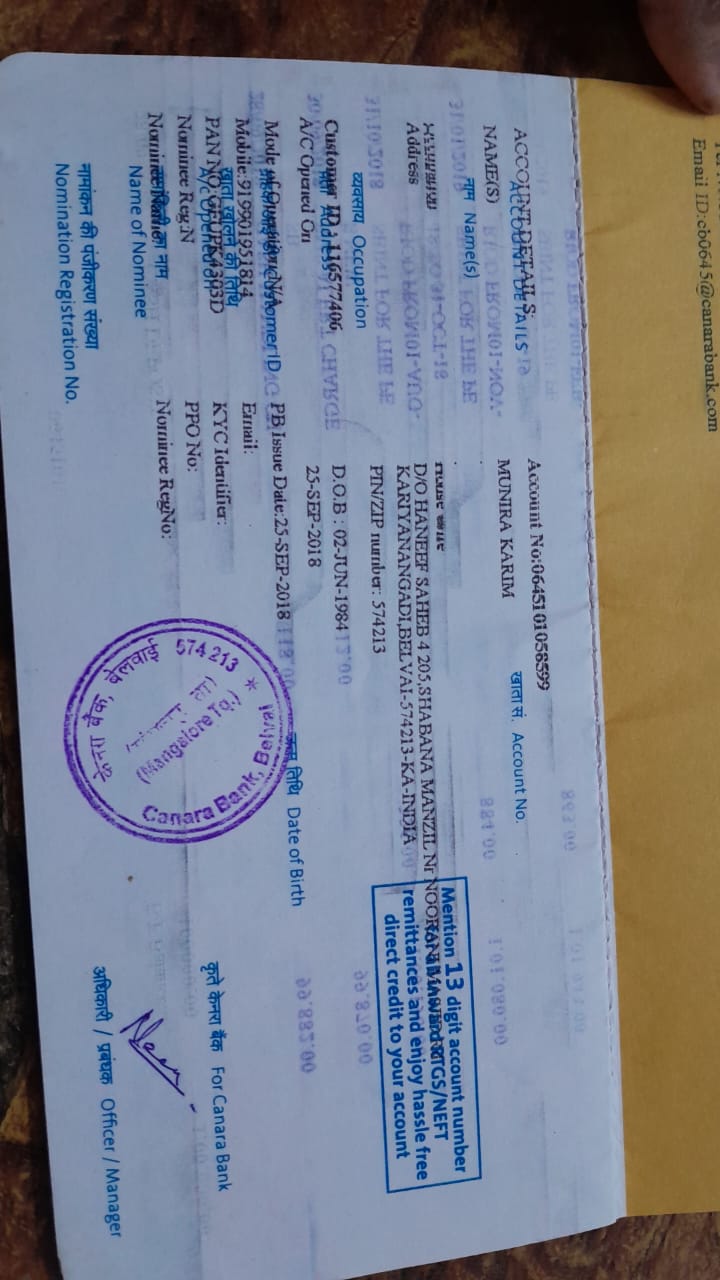 Email ID:cb0645@canarabank.com
ACCOUNT DETAILS:
ACCOUNT DETAILS
Account No:0645101058599
खाता सं. Account No.
NAME(S)
MUNIRA KARIM
नाम Name(s)
House wife
Address
D/O HANEEF SAHEB 4 205,SHABANA MANZIL Nr NOORANI MASJID RD
KARIYANANGADI,BELVAI-574213-KA-INDIA
PIN/ZIP number: 574213
Mention 13 digit account number
for all inward RTGS/NEFT
remittances and enjoy hassle free
direct credit to your account
व्यवसाय Occupation
Customer ID : 116577406
D.O.B : 02-JUN-1984
पता Address
A/C Opened On
25-SEP-2018
जन्म तिथि Date of Birth
Mode of Operation:N/A
PB Issue Date:25-SEP-2018
ग्राहक आई डी Customer ID
Mobile:919901951814
Email:
खाता खोलने की तिथि
PAN NO:GFUPK4303D
KYC Identifier:
A/c Opened on
Nominee Reg:N
PPO No:
Nominee Name:
Nominee RegNo:
नामांकिती का नाम
Name of Nominee
नामांकन की पंजीकरण संख्या
Nomination Registration No.
केनरा बैंक, बेलवाई 574 213
Canara Bank, Belvai
(Mangalore Tq.)
कृते केनरा बैंक For Canara Bank
अधिकारी / प्रबंधक Officer / Manager